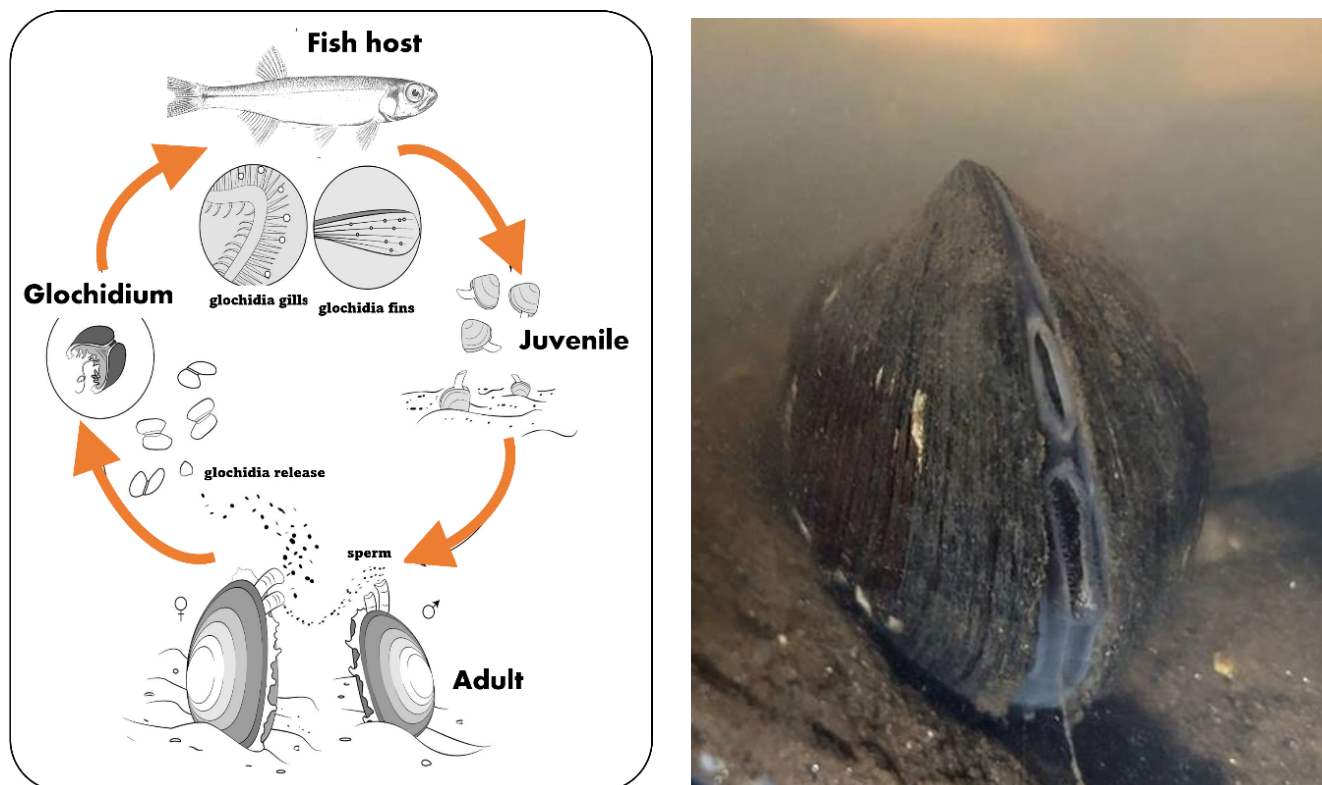 Fish host
glochidia gills
glochidia fins
Glochidium
Juvenile
glochidia release
sperm
♀
♂
Adult